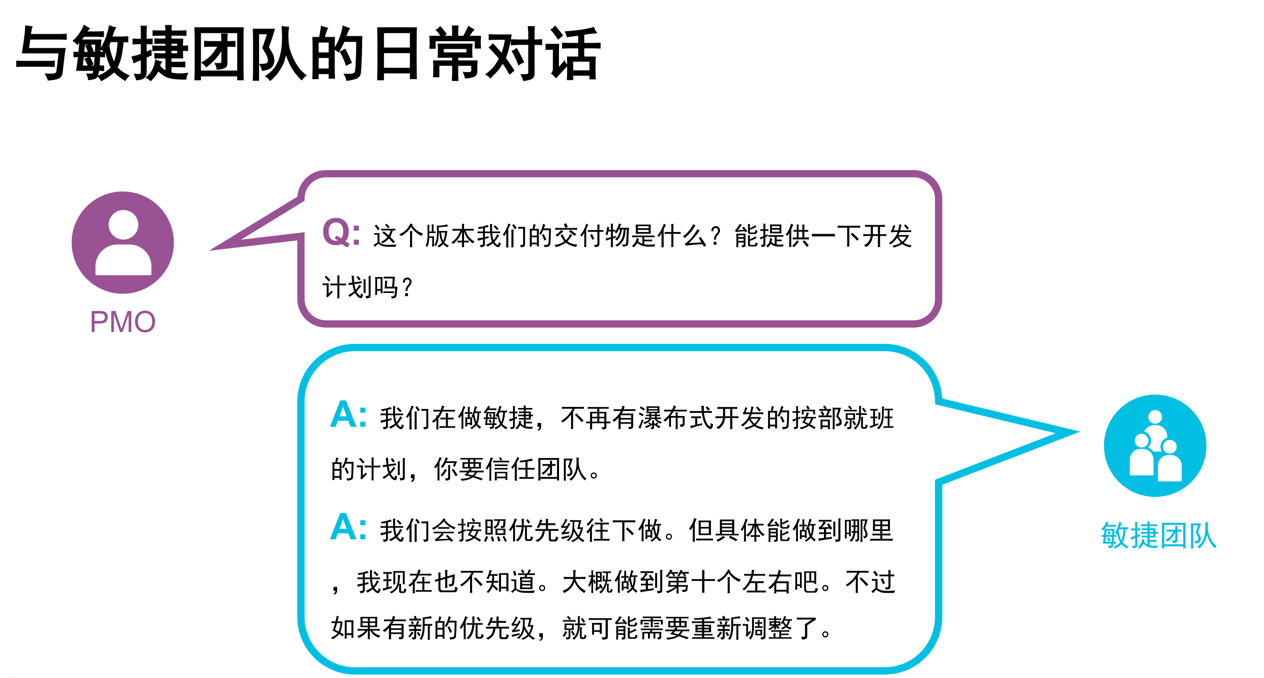 与敏捷团队的日常对话
Q: 这个版本我们的交付物是什么？能提供一下开发
计划吗？
PMO
A: 我们在做敏捷，不再有瀑布式开发的按部就班
的计划，你要信任团队。
A: 我们会按照优先级往下做。但具体能做到哪里
，我现在也不知道。大概做到第十个左右吧。不过
如果有新的优先级，就可能需要重新调整了。
敏捷团队